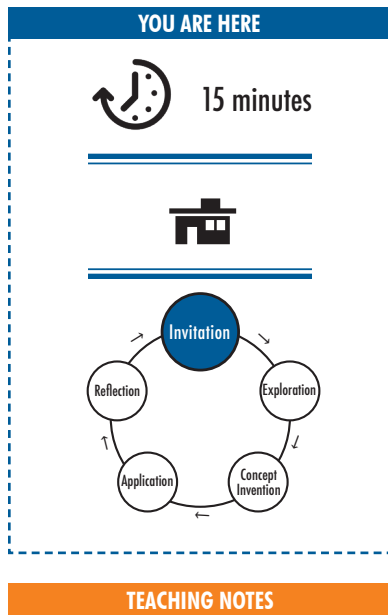 YOU ARE HERE
15 minutes
Invitation
Reflection
Exploration
Application
Concept
Invention
TEACHING NOTES